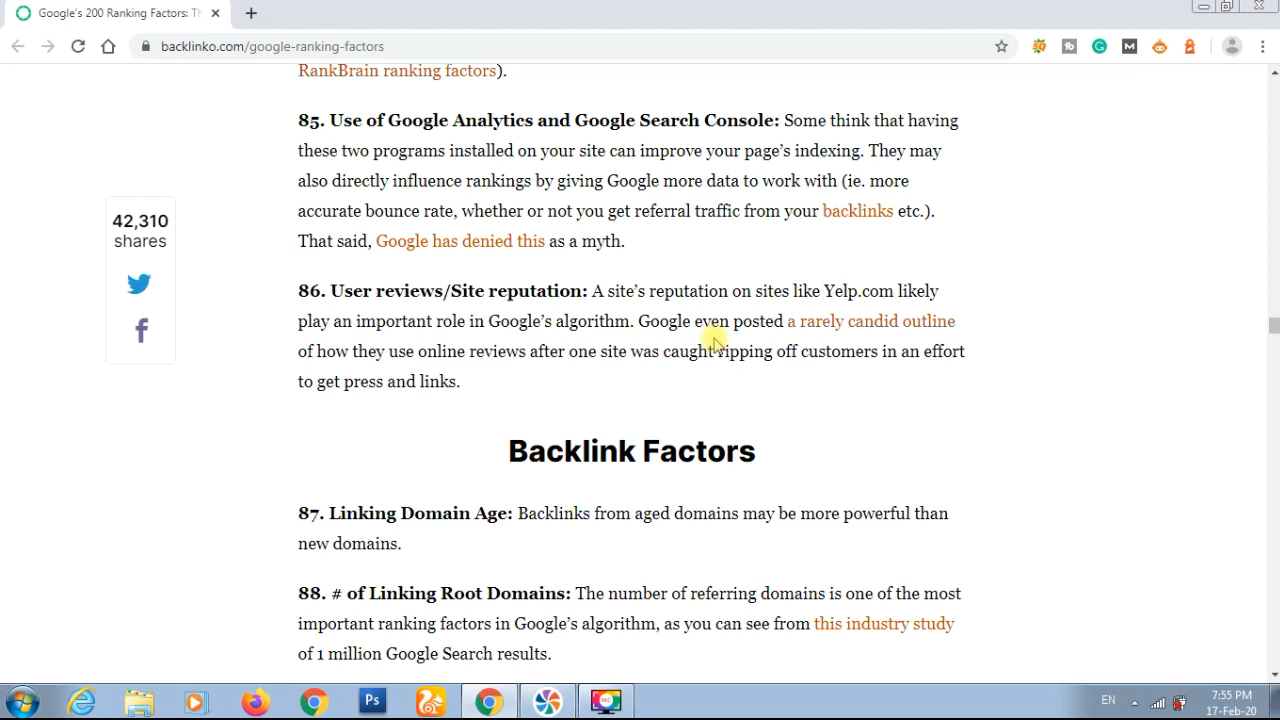 Google's 200 Ranking Factors: Th
backlinko.com/google-ranking-factors
RankBrain ranking factors).
85. Use of Google Analytics and Google Search Console: Some think that having
these two programs installed on your site can improve your page's indexing. They may
also directly influence rankings by giving Google more data to work with (ie. more
accurate bounce rate, whether or not you get referral traffic from your backlinks etc.).
That said, Google has denied this as a myth.
42,310
shares
86. User reviews/Site reputation: A site's reputation on sites like Yelp.com likely
play an important role in Google's algorithm. Google even posted a rarely candid outline
of how they use online reviews after one site was caught ripping off customers in an effort
to get press and links.
Backlink Factors
87. Linking Domain Age: Backlinks from aged domains may be more powerful than
new domains.
88. # of Linking Root Domains: The number of referring domains is one of the most
important ranking factors in Google's algorithm, as you can see from this industry study
of 1 million Google Search results.
Ps
EN
7:55 PM
17-Feb-20